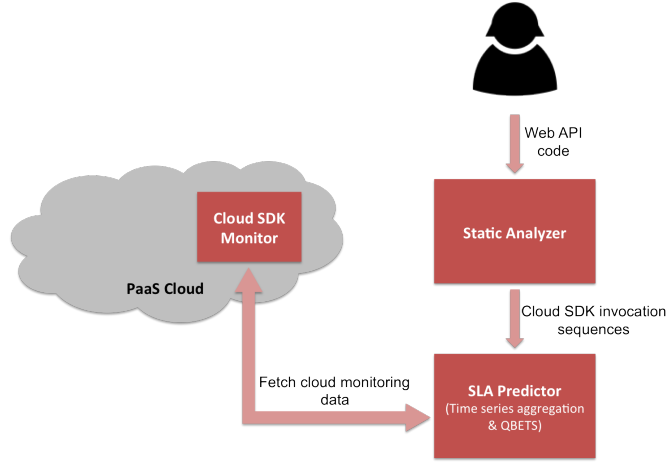 Web API
code
Cloud SDK
Monitor
Static Analyzer
PaaS Cloud
Cloud SDK invocation
sequences
Fetch cloud monitoring
data
SLA Predictor
(Time series aggregation
& QBETS)